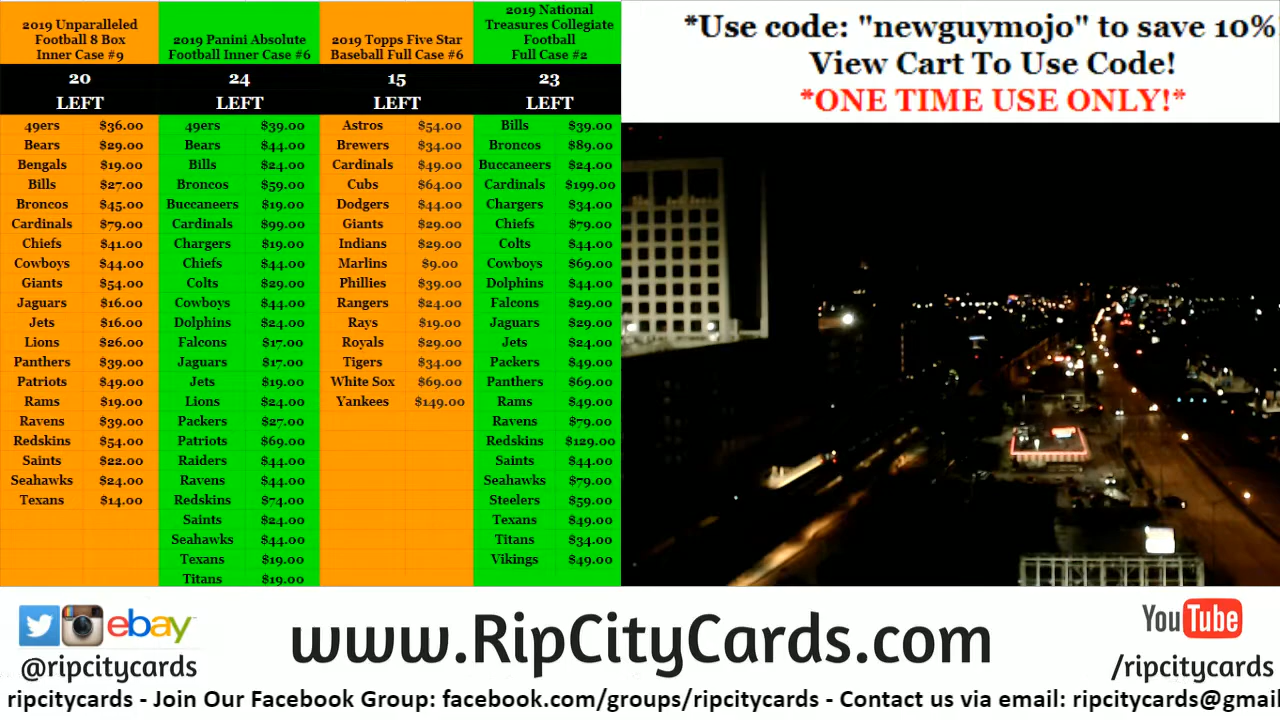 2019 Unparalleled
Football 8 Box
Inner Case #9
20
LEFT
49ers $36.00
Bears $29.00
Bengals $19.00
Bills $27.00
Broncos $45.00
Cardinals $79.00
Chiefs $41.00
Cowboys $44.00
Giants $54.00
Jaguars $16.00
Jets $16.00
Lions $26.00
Panthers $39.00
Patriots $49.00
Rams $19.00
Ravens $39.00
Redskins $54.00
Saints $22.00
Seahawks $24.00
Texans $14.00
2019 Panini Absolute
Football Inner Case #6
24
LEFT
49ers $39.00
Bears $44.00
Bills $24.00
Broncos $59.00
Buccaneers $19.00
Cardinals $99.00
Chargers $19.00
Chiefs $44.00
Colts $29.00
Cowboys $44.00
Dolphins $24.00
Falcons $17.00
Jaguars $17.00
Jets $19.00
Lions $24.00
Packers $27.00
Patriots $69.00
Raiders $44.00
Ravens $44.00
Redskins $74.00
Saints $24.00
Seahawks $44.00
Texans $19.00
Titans $19.00
2019 Topps Five Star
Baseball Full Case #6
15
LEFT
Astros $54.00
Brewers $34.00
Cardinals $49.00
Cubs $64.00
Dodgers $44.00
Giants $29.00
Indians $29.00
Marlins $9.00
Phillies $39.00
Rangers $24.00
Rays $19.00
Royals $29.00
Tigers $34.00
White Sox $69.00
Yankees $149.00
2019 National
Treasures Collegiate
Football
Full Case #2
23
LEFT
Bills $39.00
Broncos $89.00
Buccaneers $24.00
Cardinals $199.00
Chargers $34.00
Chiefs $79.00
Colts $44.00
Cowboys $69.00
Dolphins $44.00
Falcons $29.00
Jaguars $29.00
Jets $24.00
Packers $49.00
Panthers $69.00
Rams $49.00
Ravens $79.00
Redskins $129.00
Saints $44.00
Seahawks $79.00
Steelers $59.00
Texans $49.00
Titans $34.00
Vikings $49.00
*Use code: "newguymojo" to save 10%
View Cart To Use Code!
*ONE TIME USE ONLY!*
ebay
@ripcitycards
www.RipCityCards.com
YouTube
/ripcitycards
ripcitycards - Join Our Facebook Group: facebook.com/groups/ripcitycards - Contact us via email: ripcitycards@gmai